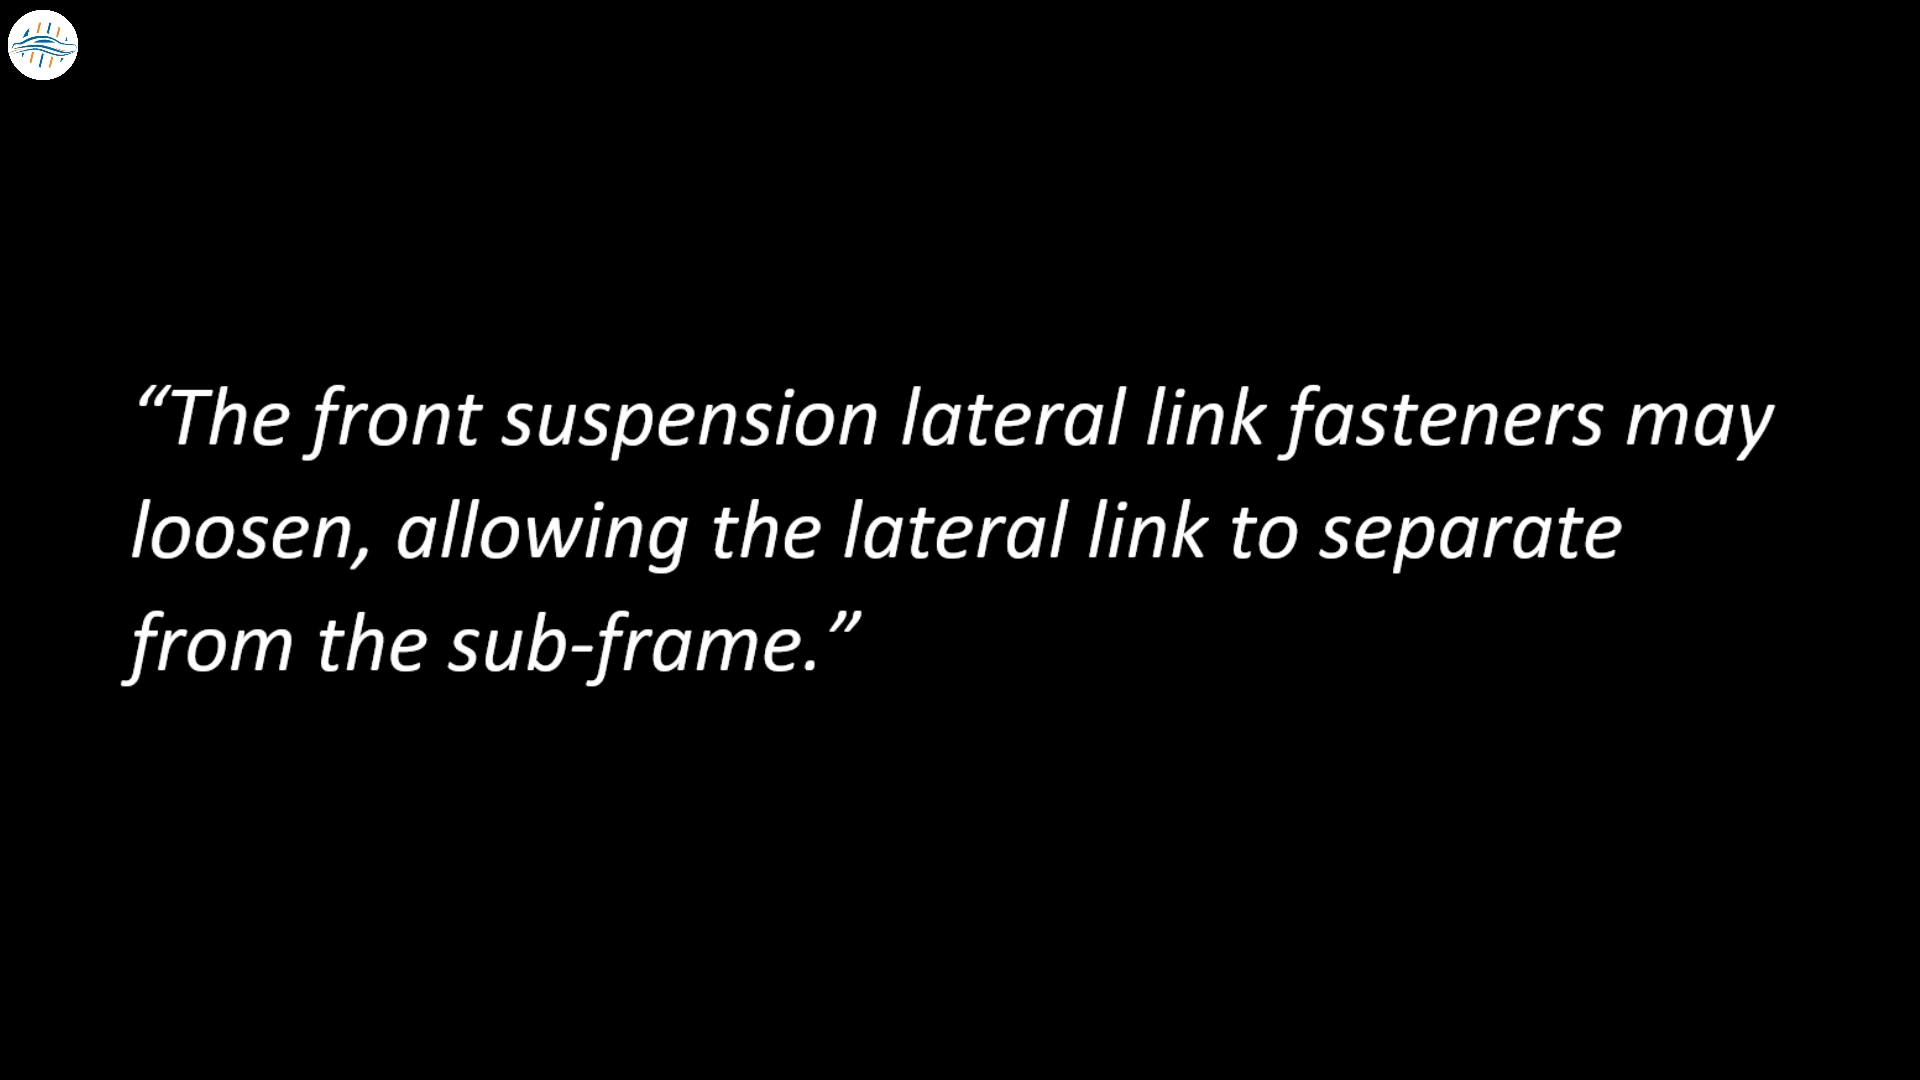 “The front suspension lateral link fasteners may
loosen, allowing the lateral link to separate
from the sub-frame.”